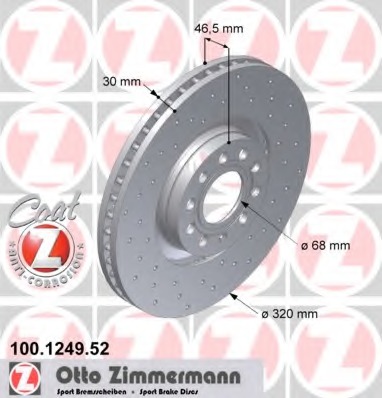 46,5 mm
30 mm
ø 68 mm
ø 320 mm
Coat
Z
ANTI-CORROSION
100.1249.52
Z
Otto Zimmermann
Sport Bremsscheiben • Sport Brake Discs